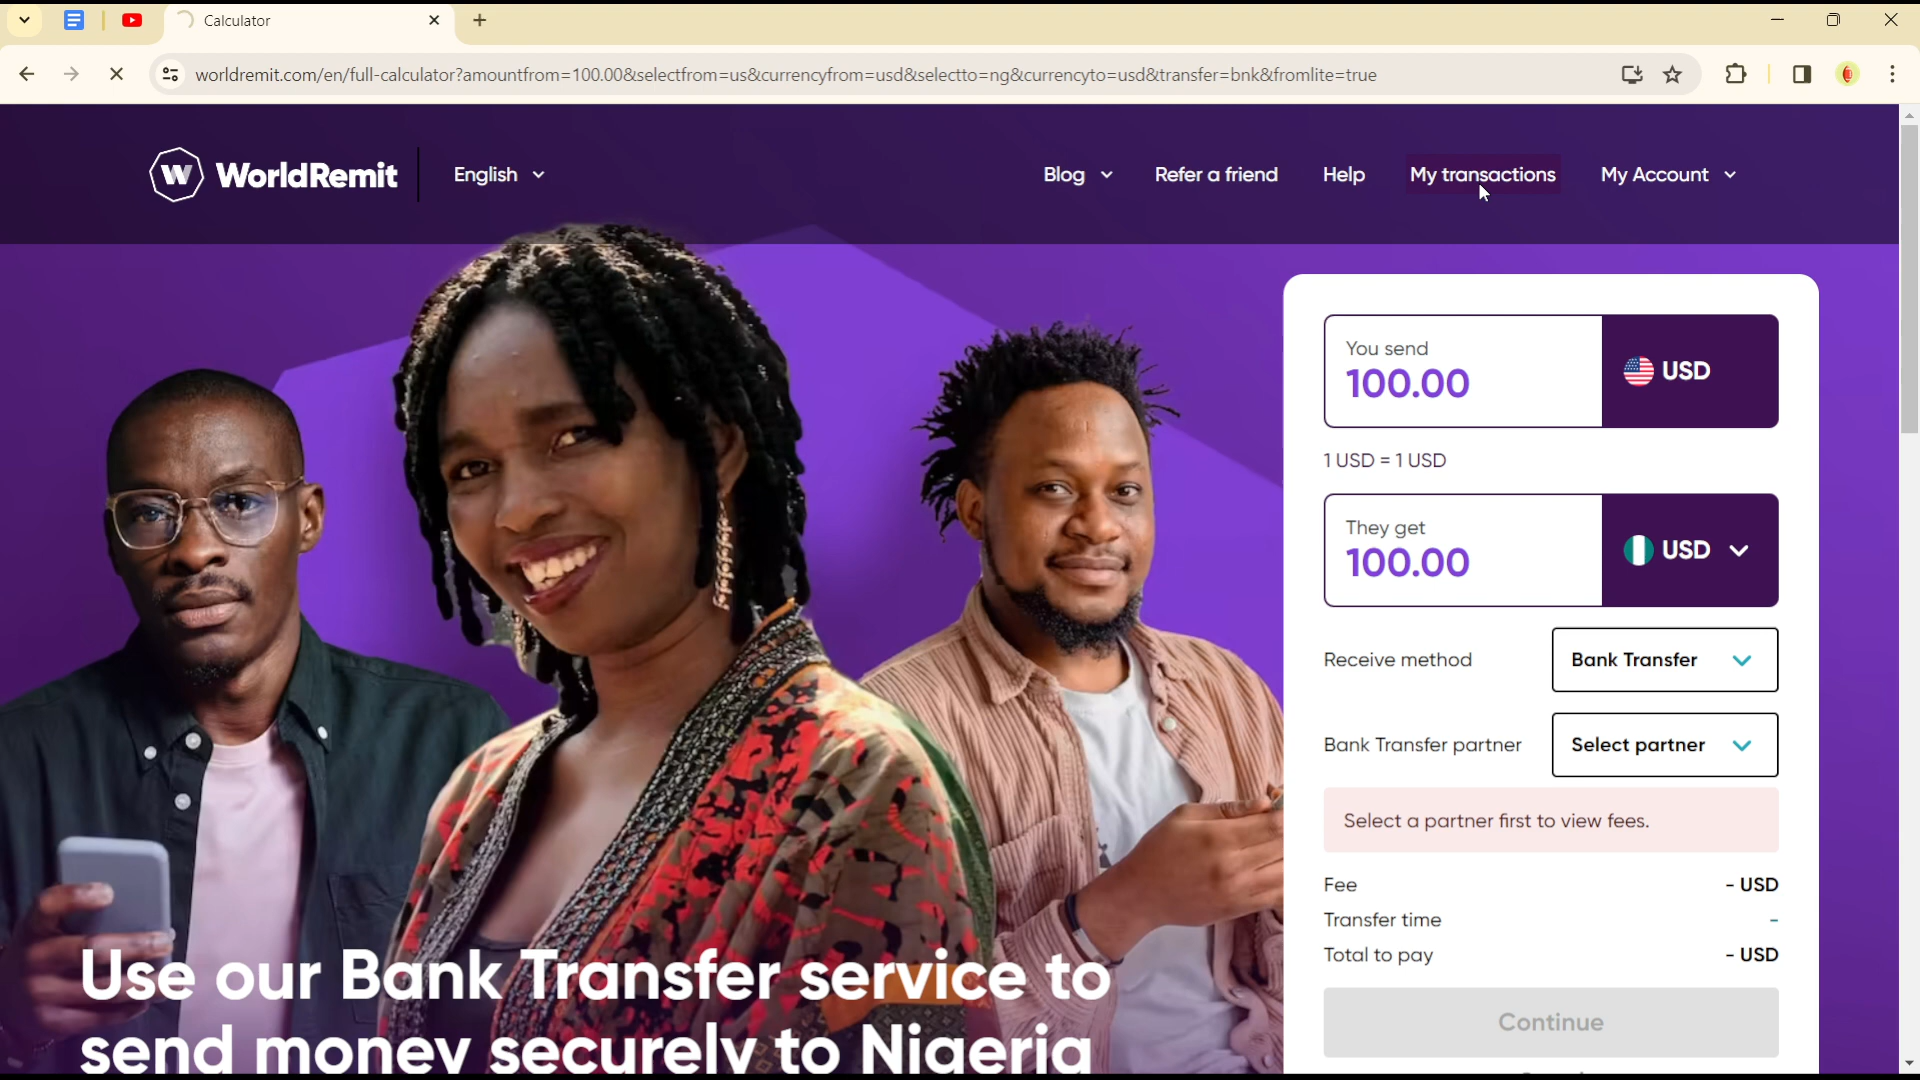 Calculator
worldremit.com/en/full-calculator?amountfrom=100.00&selectfrom=us&currencyfrom=usd&selectto=ng&currencyto=usd&transfer=bnk&fromlite=true
W WorldRemit
English
Blog
Refer a friend
Help
My transactions
My Account
You send
100.00
USD
1 USD = 1 USD
They get
100.00
USD
Receive method
Bank Transfer
Bank Transfer partner
Select partner
Select a partner first to view fees.
Fee
- USD
Transfer time
-
Total to pay
- USD
Continue
Use our Bank Transfer service to
send money securely to Nigeria